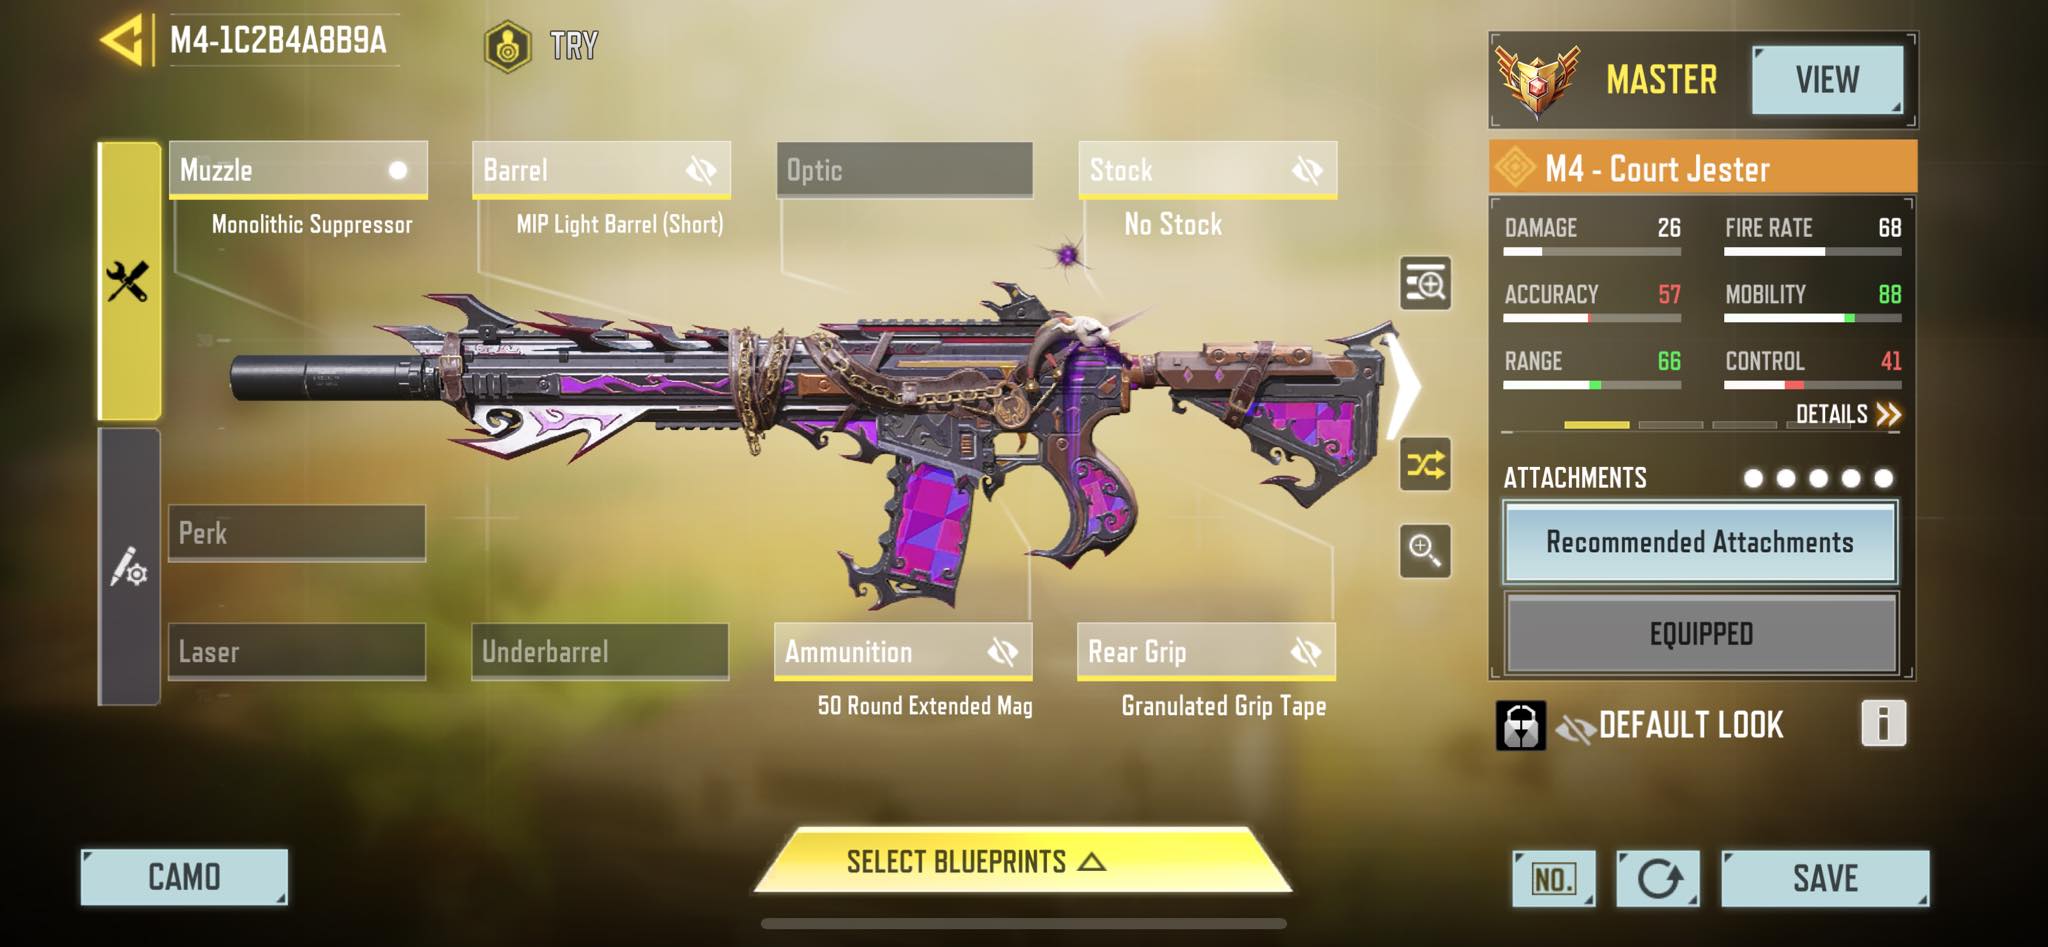 M4-1C2B4A8B9A
TRY
MASTER
VIEW
Muzzle
Monolithic Suppressor
Barrel
MIP Light Barrel (Short)
Optic
Stock
No Stock
M4 - Court Jester
DAMAGE 26
FIRE RATE 68
ACCURACY 57
MOBILITY 88
RANGE 66
CONTROL 41
DETAILS
ATTACHMENTS
Recommended Attachments
EQUIPPED
Perk
Laser
Underbarrel
Ammunition
50 Round Extended Mag
Rear Grip
Granulated Grip Tape
DEFAULT LOOK
i
CAMO
SELECT BLUEPRINTS
NO.
SAVE